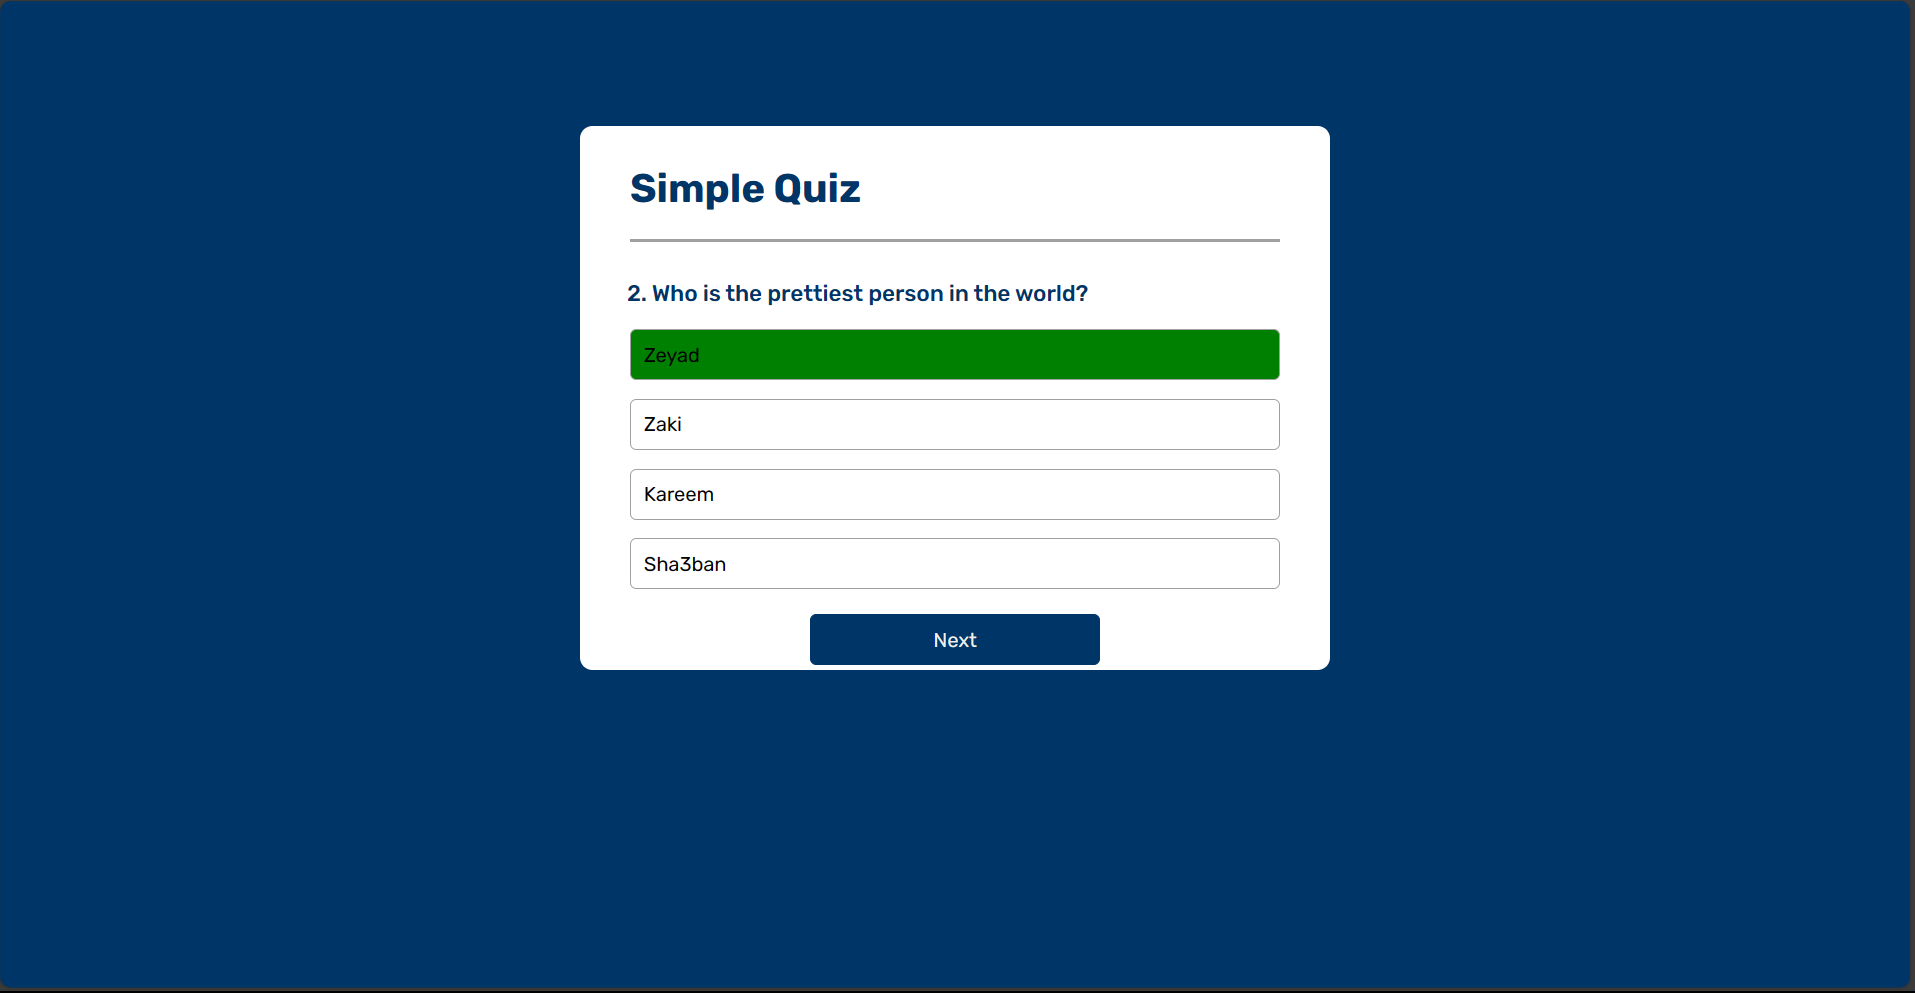 Simple Quiz
2. Who is the prettiest person in the world?
Zeyad
Zaki
Kareem
Sha3ban
Next